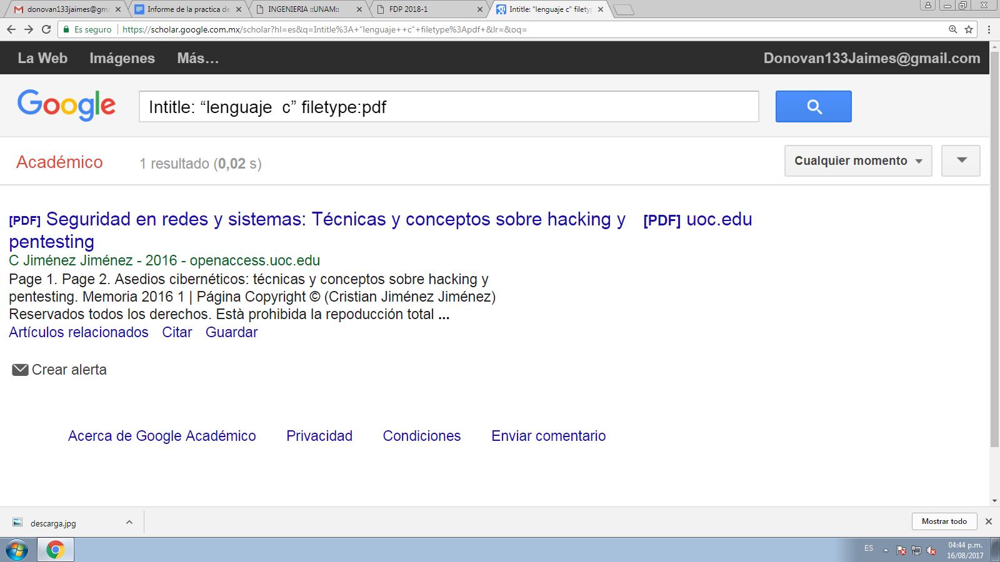 donovan133jaimes@gma
Informe de la practica de
INGENIERIA ::UNAM::
FDP 2018-1
Intitle: “lenguaje c” filetyp
Es seguro
https://scholar.google.com.mx/scholar?hl=es&q=Intitle%3A+“lenguaje++c”+filetype%3Apdf+&lr=&oq=
La Web
Imágenes
Más...
Donovan133Jaimes@gmail.com
Google
Intitle: “lenguaje  c” filetype:pdf
Académico
1 resultado (0,02 s)
Cualquier momento
[PDF] Seguridad en redes y sistemas: Técnicas y conceptos sobre hacking y
pentesting
[PDF] uoc.edu
C Jiménez Jiménez - 2016 - openaccess.uoc.edu
Page 1. Page 2. Asedios cibernéticos: técnicas y conceptos sobre hacking y
pentesting. Memoria 2016 1 | Página Copyright © (Cristian Jiménez Jiménez)
Reservados todos los derechos. Està prohibida la repoducción total ...
Artículos relacionados Citar Guardar
Crear alerta
Acerca de Google Académico Privacidad Condiciones Enviar comentario
descarga.jpg
Mostrar todo
ES
04:44 p.m.
16/08/2017